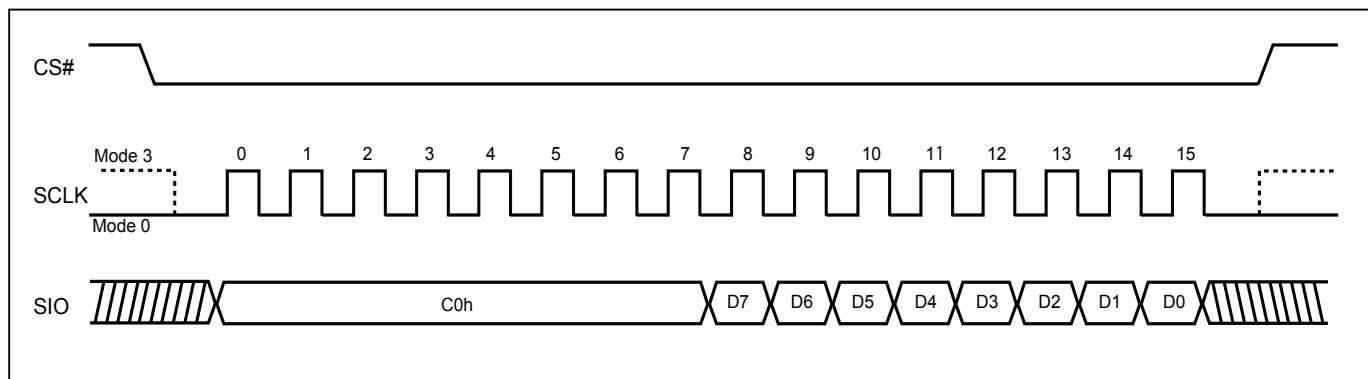 CS#
Mode 3
0 1 2 3 4 5 6 7 8 9 10 11 12 13 14 15
SCLK
Mode 0
SIO
C0h D7 D6 D5 D4 D3 D2 D1 D0